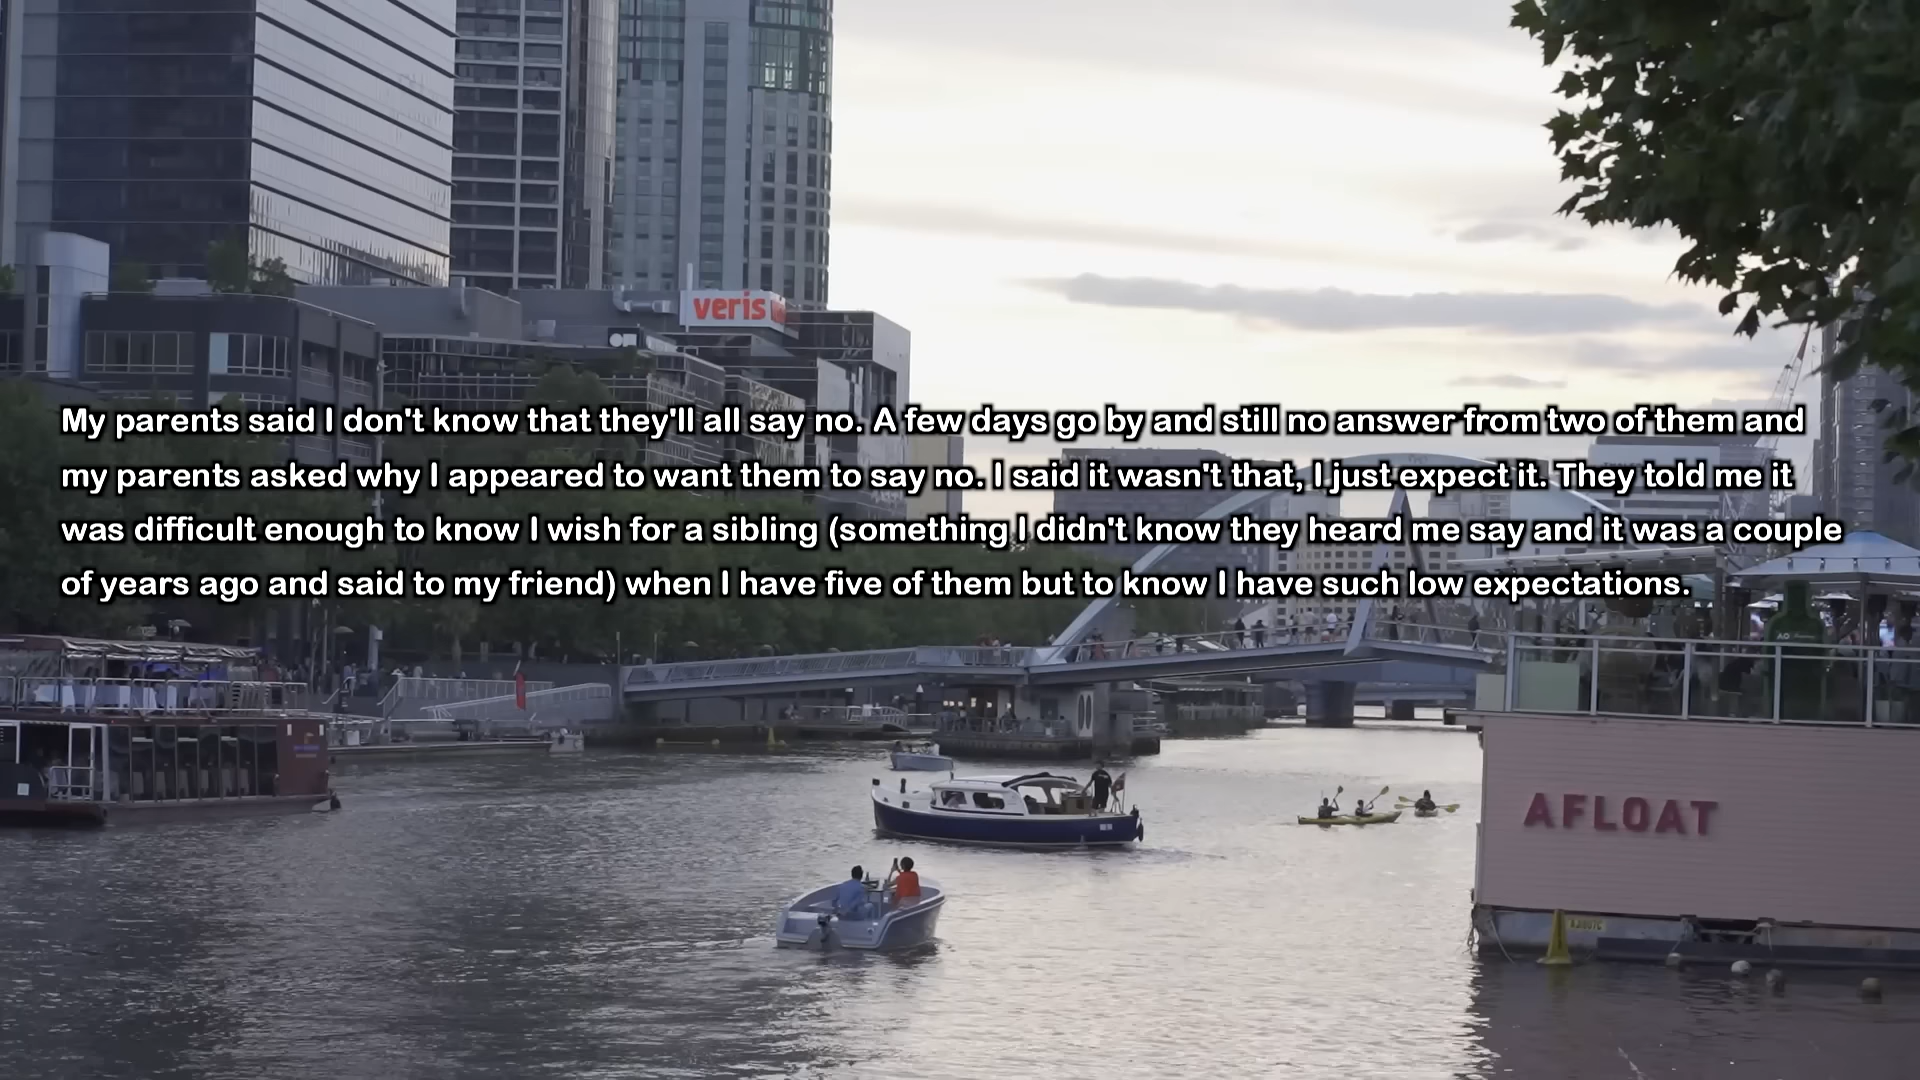 veris
My parents said I don't know that they'll all say no. A few days go by and still no answer from two of them and
my parents asked why I appeared to want them to say no. I said it wasn't that, I just expect it. They told me it
was difficult enough to know I wish for a sibling (something I didn't know they heard me say and it was a couple
of years ago and said to my friend) when I have five of them but to know I have such low expectations.
AFLOAT